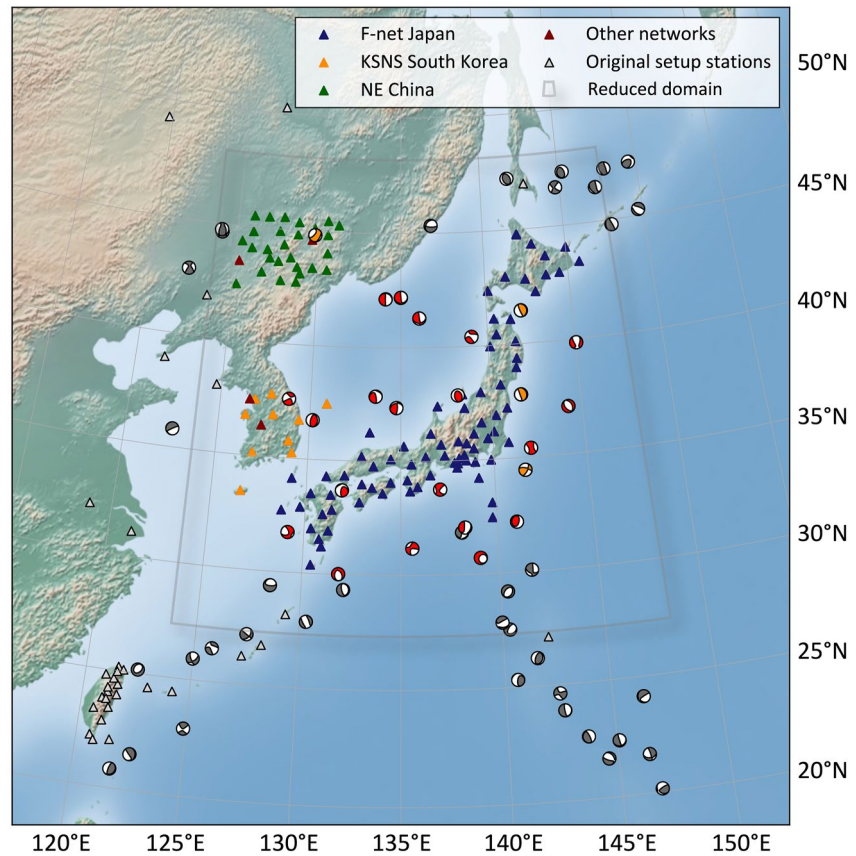 F-net Japan
KSNS South Korea
NE China
Other networks
Original setup stations
Reduced domain
50°N
45°N
40°N
35°N
30°N
25°N
20°N
120°E 125°E 130°E 135°E 140°E 145°E 150°E